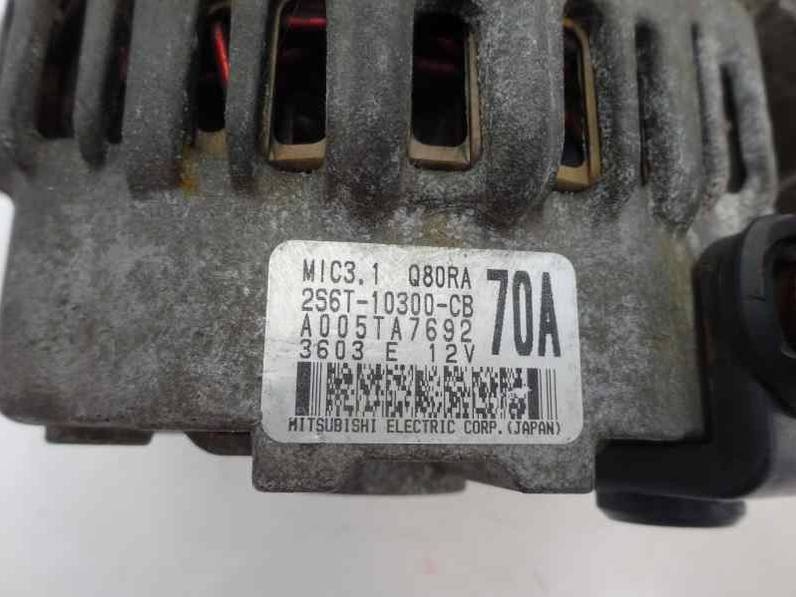 MIC3.1 Q80RA
2S6T-10300-CB
70A
A005TA7692
3603 E 12V
MITSUBISHI ELECTRIC CORP.(JAPAN)